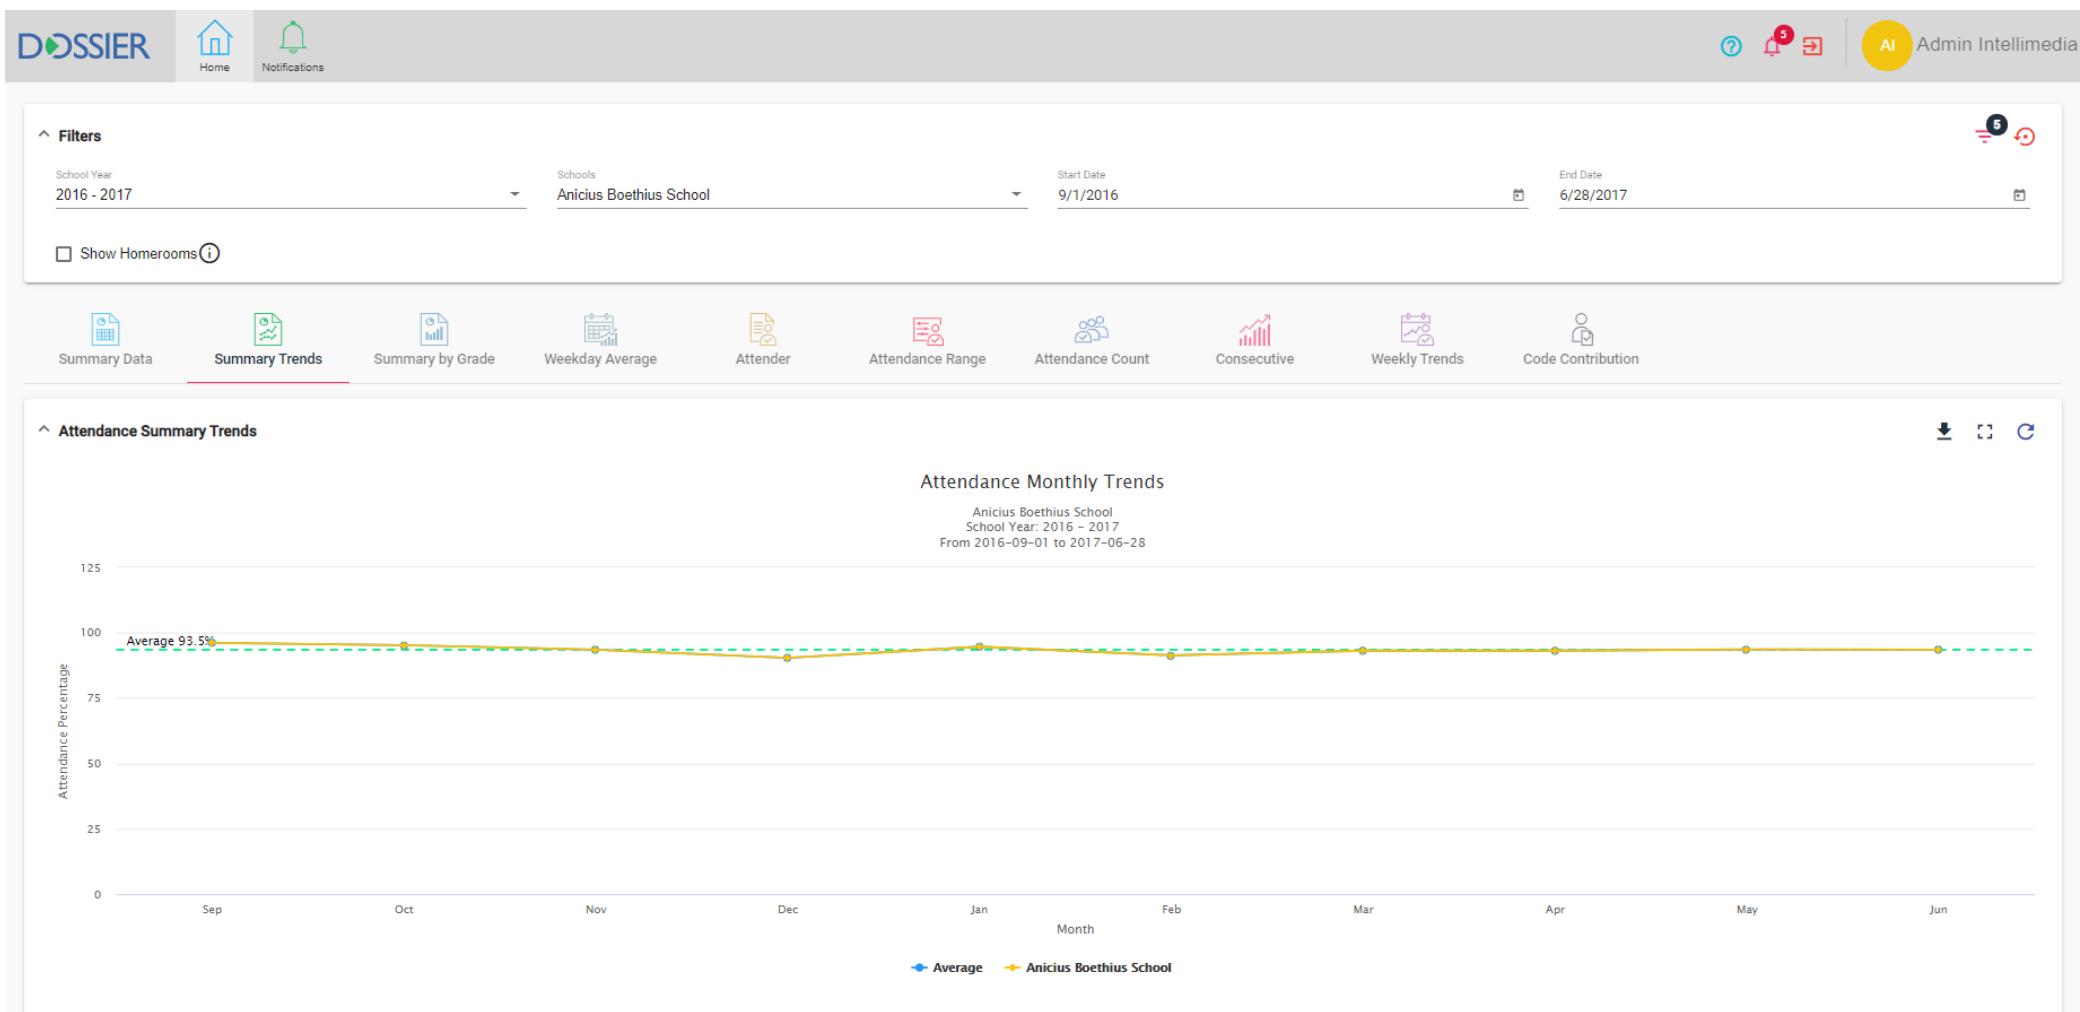 DOSSIER
Home
Notifications
5
AI
Admin Intellimedia
Filters
5
School Year
2016 - 2017
Schools
Anicius Boethius School
Start Date
9/1/2016
End Date
6/28/2017
Show Homerooms
Summary Data
Summary Trends
Summary by Grade
Weekday Average
Attender
Attendance Range
Attendance Count
Consecutive
Weekly Trends
Code Contribution
Attendance Summary Trends
Attendance Monthly Trends
Anicius Boethius School
School Year: 2016 - 2017
From 2016-09-01 to 2017-06-28
125
100
75
50
25
0
Attendance Percentage
Average 93.5%
Sep
Oct
Nov
Dec
Jan
Feb
Mar
Apr
May
Jun
Month
Average
Anicius Boethius School